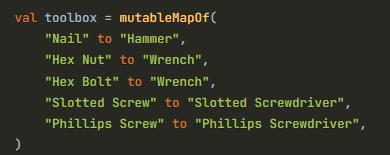 val toolbox = mutableMapOf(
    "Nail" to "Hammer",
    "Hex Nut" to "Wrench",
    "Hex Bolt" to "Wrench",
    "Slotted Screw" to "Slotted Screwdriver",
    "Phillips Screw" to "Phillips Screwdriver",
)